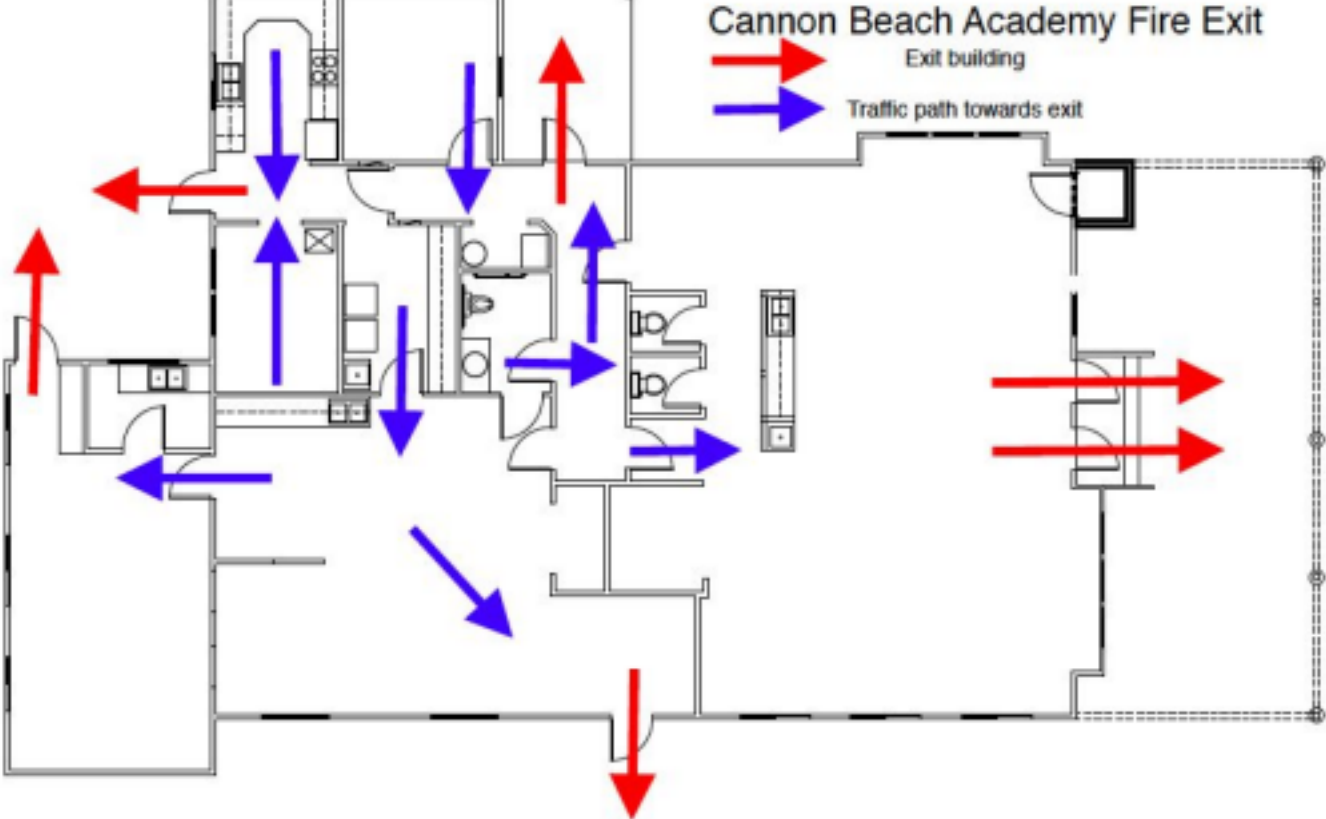 Cannon Beach Academy Fire Exit
Exit building
Traffic path towards exit